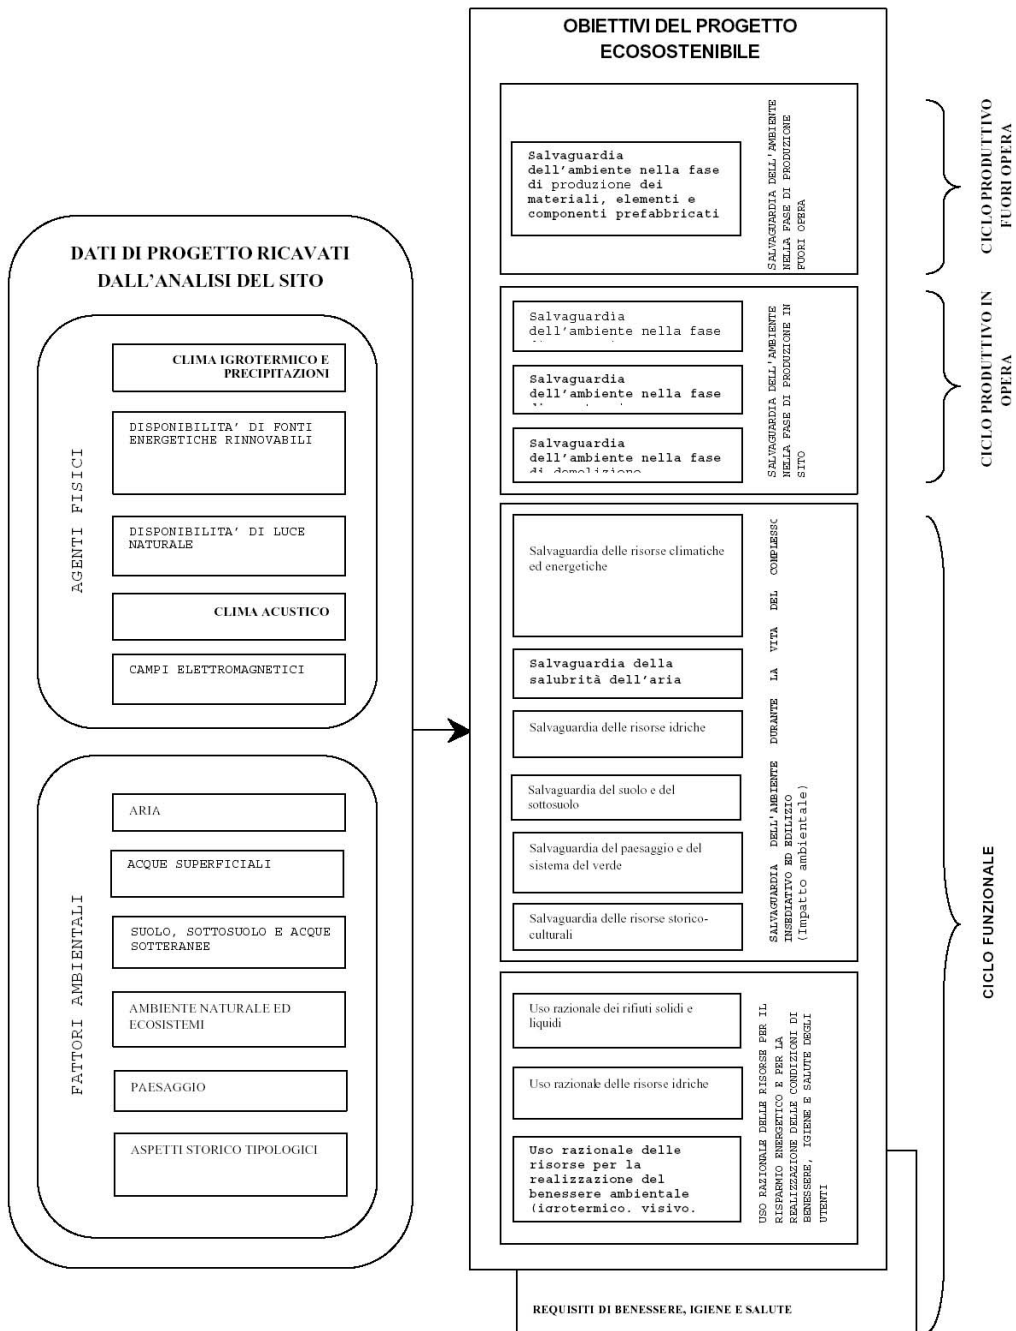 OBIETTIVI DEL PROGETTO
ECOSOSTENIBILE
Salvaguardia
dell'ambiente nella fase
di produzione dei
materiali, elementi e
componenti prefabbricati
SALVAGUARDIA DELL'AMBIENTE
NELLA FASE DI PRODUZIONE
FUORI OPERA
CICLO PRODUTTIVO
FUORI OPERA
DATI DI PROGETTO RICAVATI
DALL'ANALISI DEL SITO
AGENTI FISICI
CLIMA IGROTERMICO E
PRECIPITAZIONI
DISPONIBILITA' DI FONTI
ENERGETICHE RINNOVABILI
DISPONIBILITA' DI LUCE
NATURALE
CLIMA ACUSTICO
CAMPI ELETTROMAGNETICI
FATTORI AMBIENTALI
ARIA
ACQUE SUPERFICIALI
SUOLO, SOTTOSUOLO E ACQUE
SOTTERANEE
AMBIENTE NATURALE ED
ECOSISTEMI
PAESAGGIO
ASPETTI STORICO TIPOLOGICI
Salvaguardia
dell'ambiente nella fase
Salvaguardia
dell'ambiente nella fase
Salvaguardia
dell'ambiente nella fase
di demolizione
SALVAGUARDIA DELL'AMBIENTE
NELLA FASE DI PRODUZIONE IN
SITO
CICLO PRODUTTIVO IN
OPERA
Salvaguardia delle risorse climatiche
ed energetiche
Salvaguardia della
salubrità dell'aria
Salvaguardia delle risorse idriche
Salvaguardia del suolo e del
sottosuolo
Salvaguardia del paesaggio e del
sistema del verde
Salvaguardia delle risorse storico-
culturali
SALVAGUARDIA DELL'AMBIENTE DURANTE LA VITA DEL COMPLESSO
INSEDIATIVO ED EDILIZIO
(Impatto ambientale)
CICLO FUNZIONALE
Uso razionale dei rifiuti solidi e
liquidi
Uso razionale delle risorse idriche
Uso razionale delle
risorse per la
realizzazione del
benessere ambientale
(igrotermico, visivo,
USO RAZIONALE DELLE RISORSE PER IL
RISPARMIO ENERGETICO E PER LA
REALIZZAZIONE DELLE CONDIZIONI DI
BENESSERE, IGIENE E SALUTE DEGLI
UTENTI
REQUISITI DI BENESSERE, IGIENE E SALUTE